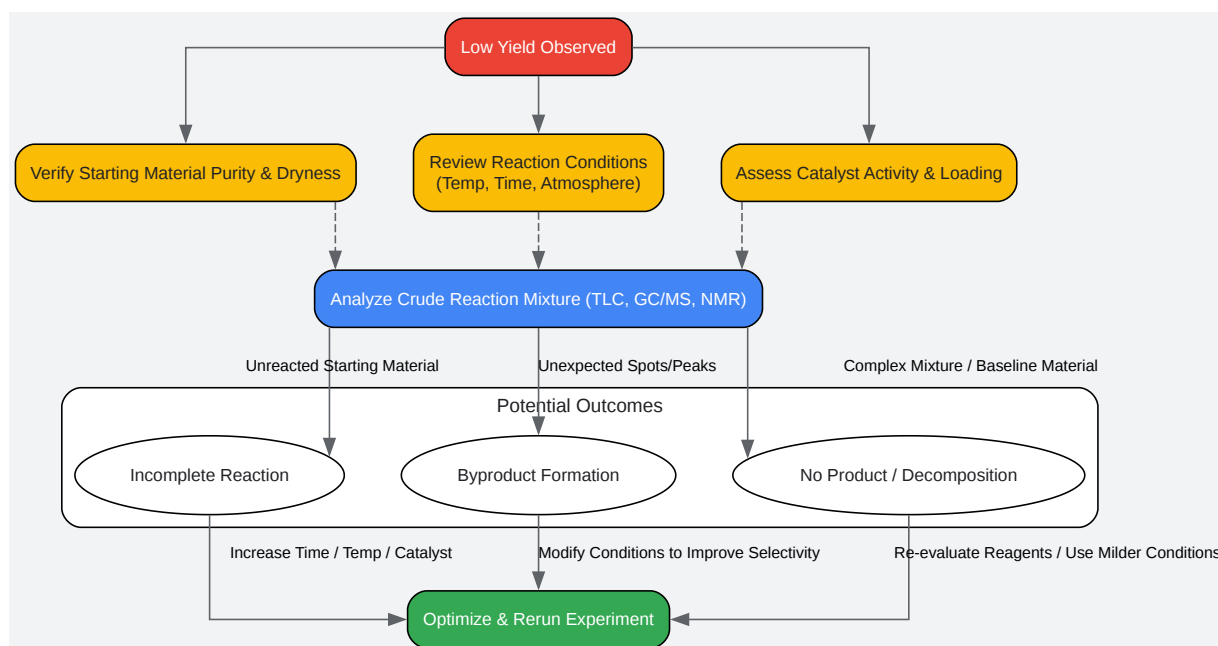 Low Yield Observed
Verify Starting Material Purity & Dryness
Review Reaction Conditions
(Temp, Time, Atmosphere)
Assess Catalyst Activity & Loading
Analyze Crude Reaction Mixture (TLC, GC/MS, NMR)
Unreacted Starting Material
Unexpected Spots/Peaks
Complex Mixture / Baseline Material
Potential Outcomes
Incomplete Reaction
Byproduct Formation
No Product / Decomposition
Increase Time / Temp / Catalyst
Modify Conditions to Improve Selectivity
Re-evaluate Reagents / Use Milder Conditions
Optimize & Rerun Experiment